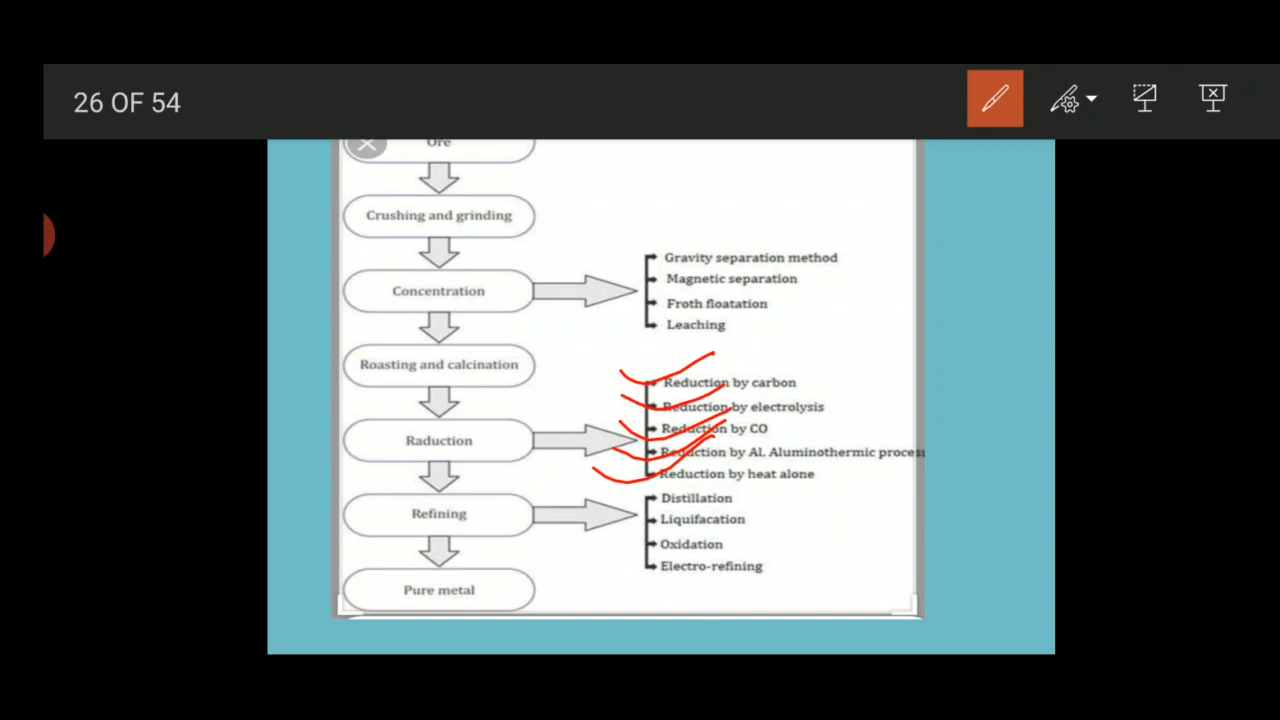 26 OF 54
Ore
Crushing and grinding
Gravity separation method
Magnetic separation
Concentration
Froth floatation
Leaching
Roasting and calcination
Reduction by carbon
Reduction by electrolysis
Reduction by CO
Raduction
Reduction by Al. Aluminothermic process
Reduction by heat alone
Distillation
Refining
Liquifacation
Oxidation
Electro-refining
Pure metal